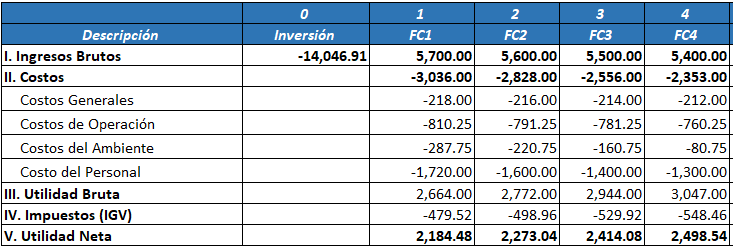 0 1 2 3 4
Descripción Inversión FC1 FC2 FC3 FC4
I. Ingresos Brutos -14,046.91 5,700.00 5,600.00 5,500.00 5,400.00
II. Costos -3,036.00 -2,828.00 -2,556.00 -2,353.00
Costos Generales -218.00 -216.00 -214.00 -212.00
Costos de Operación -810.25 -791.25 -781.25 -760.25
Costos del Ambiente -287.75 -220.75 -160.75 -80.75
Costo del Personal -1,720.00 -1,600.00 -1,400.00 -1,300.00
III. Utilidad Bruta 2,664.00 2,772.00 2,944.00 3,047.00
IV. Impuestos (IGV) -479.52 -498.96 -529.92 -548.46
V. Utilidad Neta 2,184.48 2,273.04 2,414.08 2,498.54